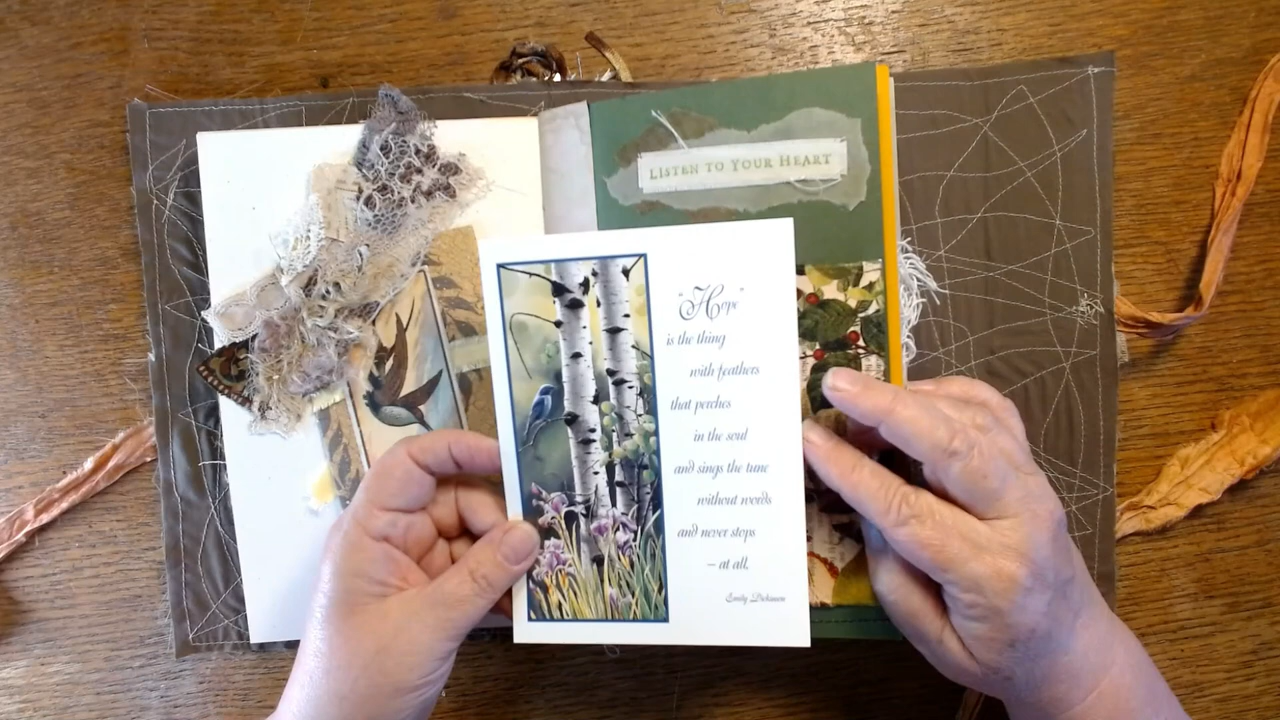 LISTEN TO YOUR HEART
"Hope"
is the thing
with feathers
that perches
in the soul
and sings the tune
without words
and never stops
– at all.
Emily Dickinson